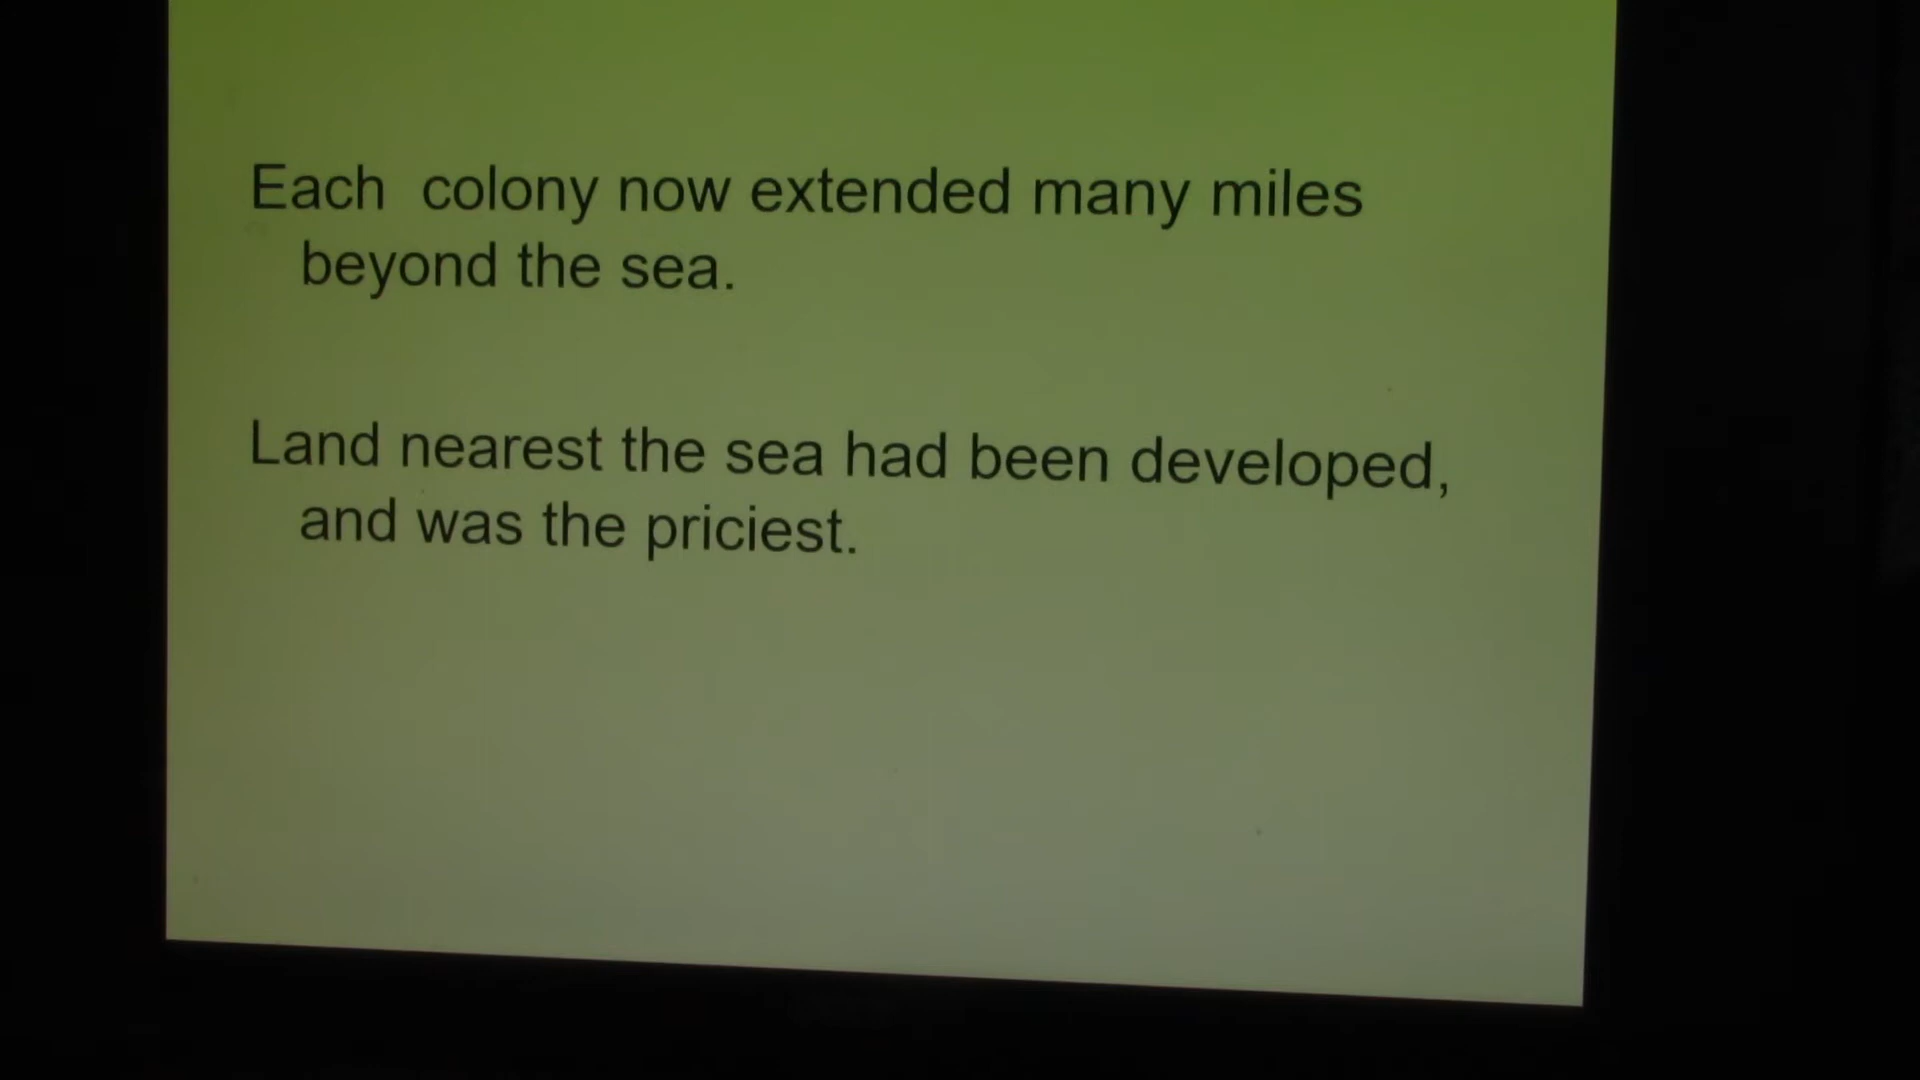 Each  colony now extended many miles
beyond the sea.
Land nearest the sea had been developed,
and was the priciest.